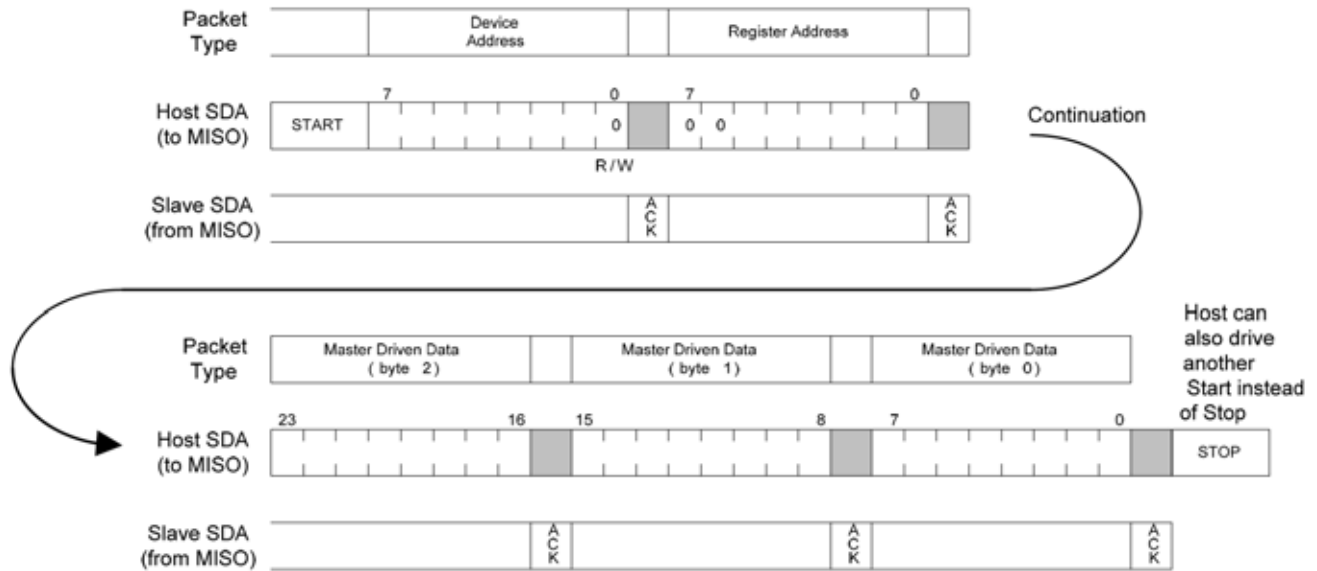 Packet
Type
Device
Address
Register Address
7 0 7 0
Host SDA
(to MISO)
START
0 0 0
R / W
Continuation
Slave SDA
(from MISO)
ACK ACK
Packet
Type
Master Driven Data
( byte 2 )
Master Driven Data
( byte 1 )
Master Driven Data
( byte 0 )
Host can
also drive
another
Start instead
of Stop
23 16 15 8 7 0
Host SDA
(to MISO)
STOP
Slave SDA
(from MISO)
ACK ACK ACK